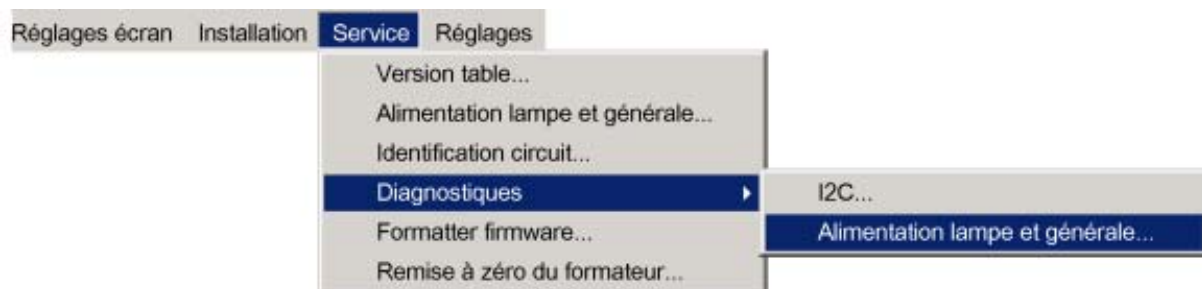 Réglages écran Installation Service Réglages
Version table...
Alimentation lampe et générale...
Identification circuit...
Diagnostiques
I2C...
Alimentation lampe et générale...
Formatter firmware...
Remise à zéro du formateur...